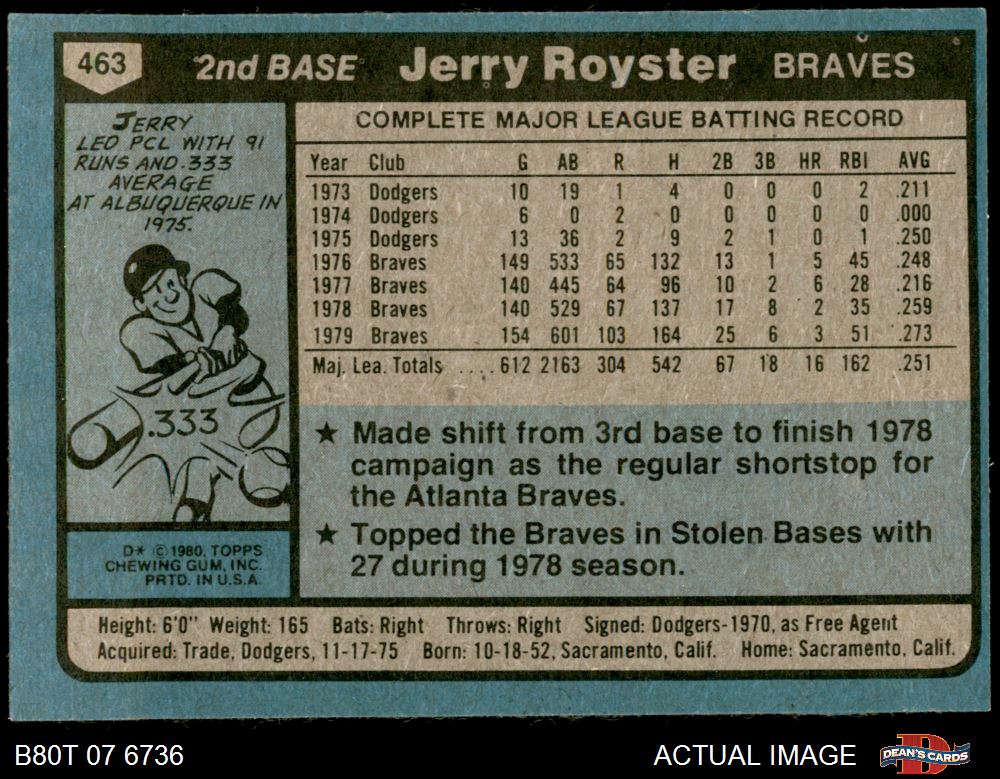 463 2nd BASE Jerry Royster BRAVES
JERRY
LED PCL WITH 91
RUNS AND .333
AVERAGE
AT ALBUQUERQUE IN
1975.
.333
D* © 1980, TOPPS
CHEWING GUM, INC.
PRTD. IN U.S.A.
COMPLETE MAJOR LEAGUE BATTING RECORD
Year Club G AB R H 2B 3B HR RBI AVG
1973 Dodgers 10 19 1 4 0 0 0 2 .211
1974 Dodgers 6 0 2 0 0 0 0 0 .000
1975 Dodgers 13 36 2 9 2 1 0 1 .250
1976 Braves 149 533 65 132 13 1 5 45 .248
1977 Braves 140 445 64 96 10 2 6 28 .216
1978 Braves 140 529 67 137 17 8 2 35 .259
1979 Braves 154 601 103 164 25 6 3 51 .273
Maj. Lea. Totals ....612 2163 304 542 67 18 16 162 .251
★ Made shift from 3rd base to finish 1978
campaign as the regular shortstop for
the Atlanta Braves.
★ Topped the Braves in Stolen Bases with
27 during 1978 season.
Height: 6'0" Weight: 165 Bats: Right Throws: Right Signed: Dodgers-1970, as Free Agent
Acquired: Trade, Dodgers, 11-17-75 Born: 10-18-52, Sacramento, Calif. Home: Sacramento, Calif.
B80T 07 6736 ACTUAL IMAGE DEAN'S CARDS